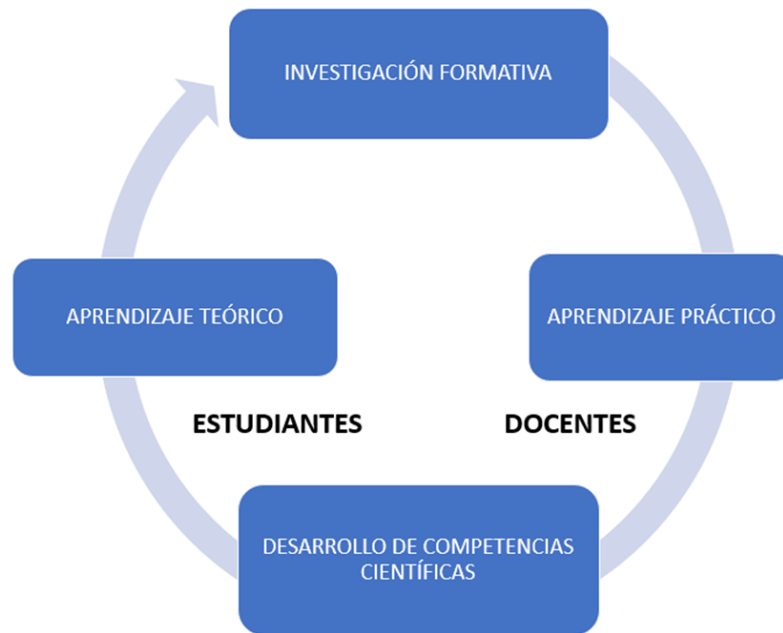 INVESTIGACIÓN FORMATIVA
APRENDIZAJE TEÓRICO
APRENDIZAJE PRÁCTICO
ESTUDIANTES
DOCENTES
DESARROLLO DE COMPETENCIAS
CIENTÍFICAS